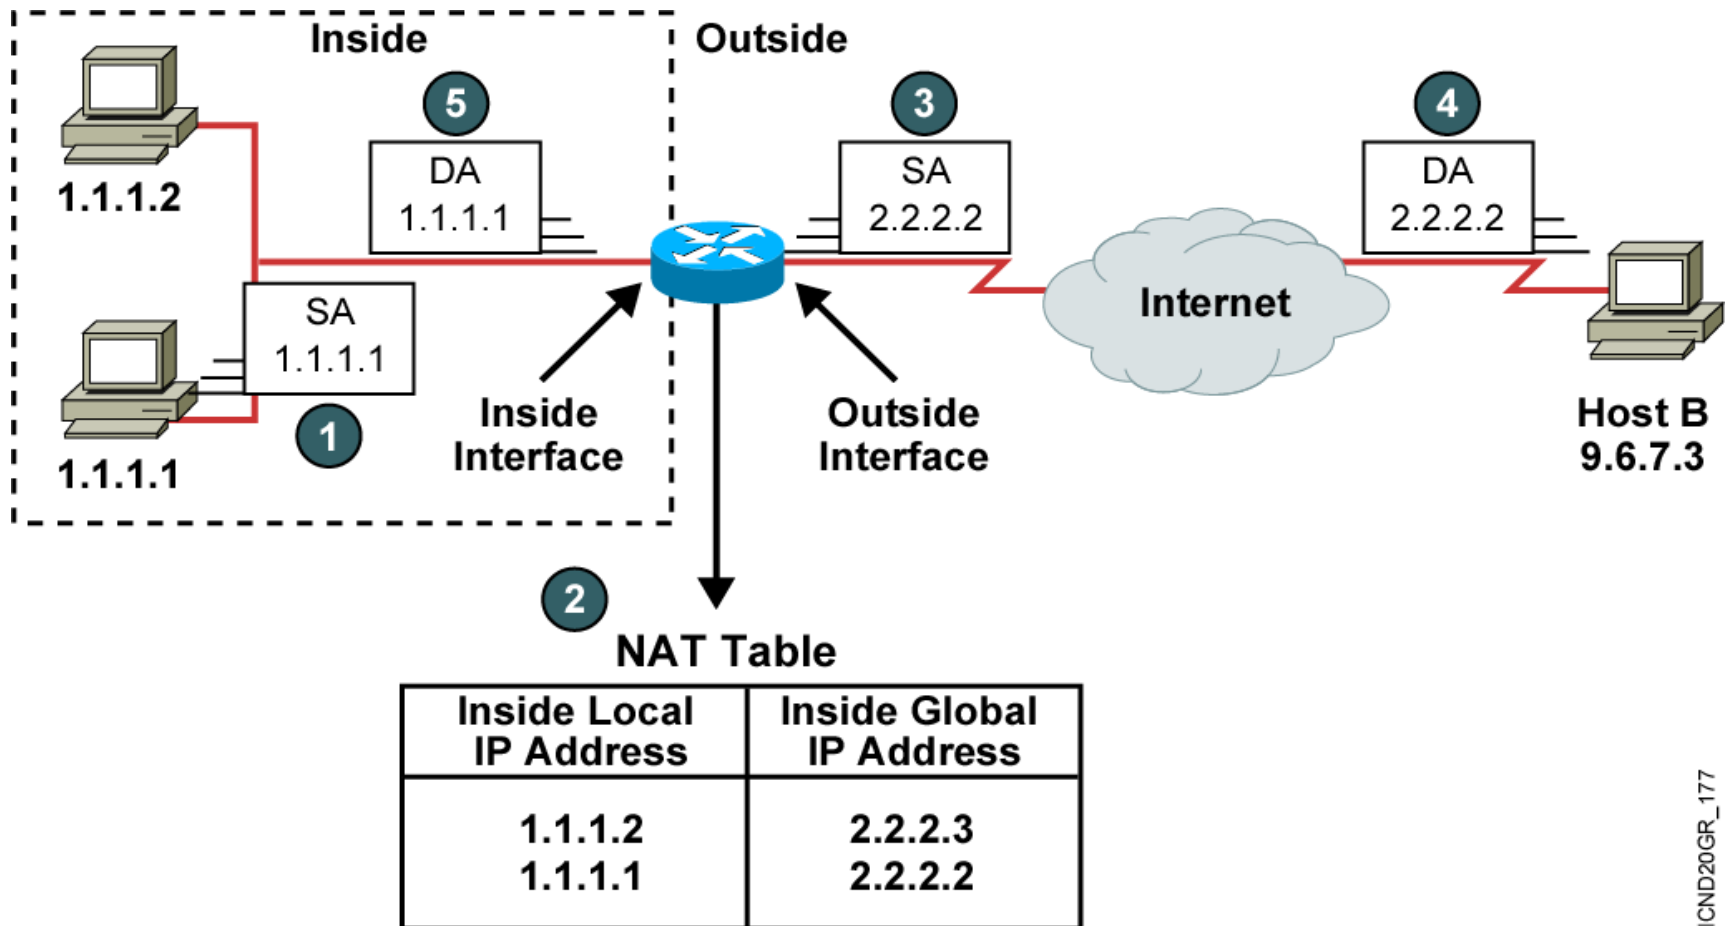 Inside
Outside
5
3
4
DA
1.1.1.1
SA
2.2.2.2
DA
2.2.2.2
1.1.1.2
Internet
SA
1.1.1.1
1
Inside
Interface
Outside
Interface
Host B
9.6.7.3
1.1.1.1
2
NAT Table
Inside Local
IP Address
Inside Global
IP Address
1.1.1.2
2.2.2.3
1.1.1.1
2.2.2.2
ICND20GR_177